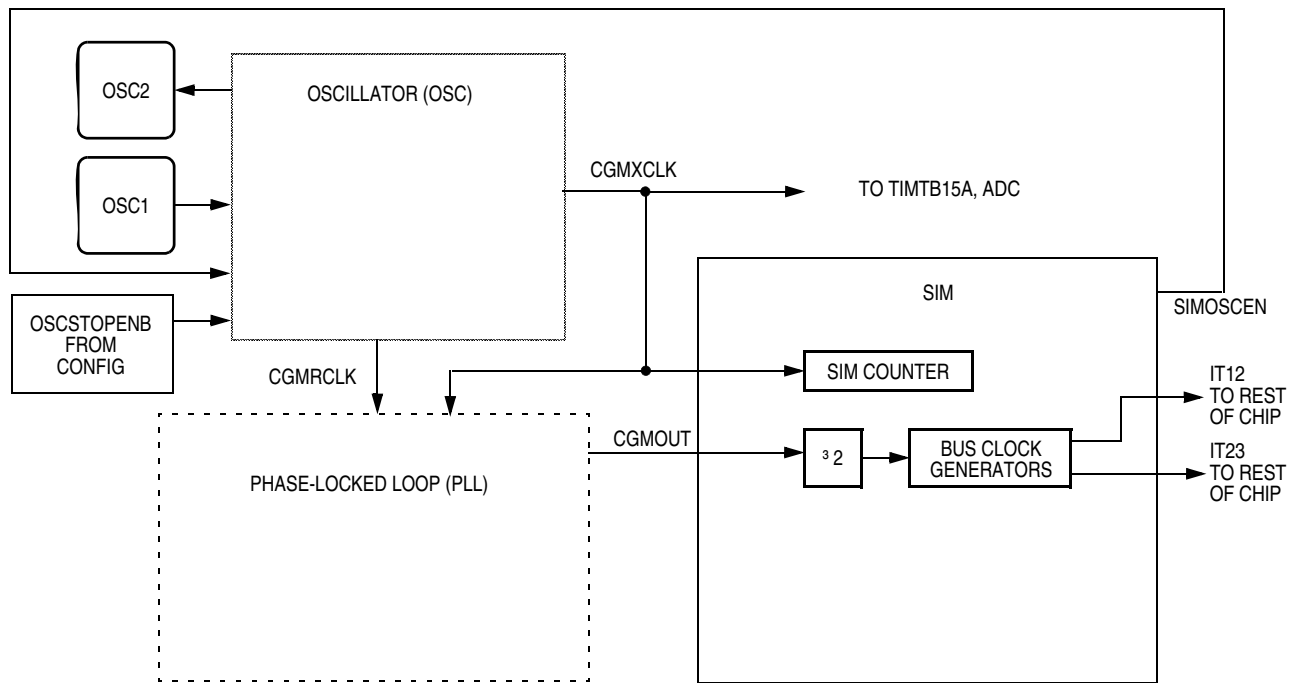 OSC2
OSCILLATOR (OSC)
CGMXCLK
TO TIMTB15A, ADC
OSC1
SIM
SIMOSCEN
OSCSTOPENB
FROM
CONFIG
CGMRCLK
SIM COUNTER
IT12
TO REST
OF CHIP
CGMOUT
³ 2
BUS CLOCK
GENERATORS
IT23
TO REST
OF CHIP
PHASE-LOCKED LOOP (PLL)